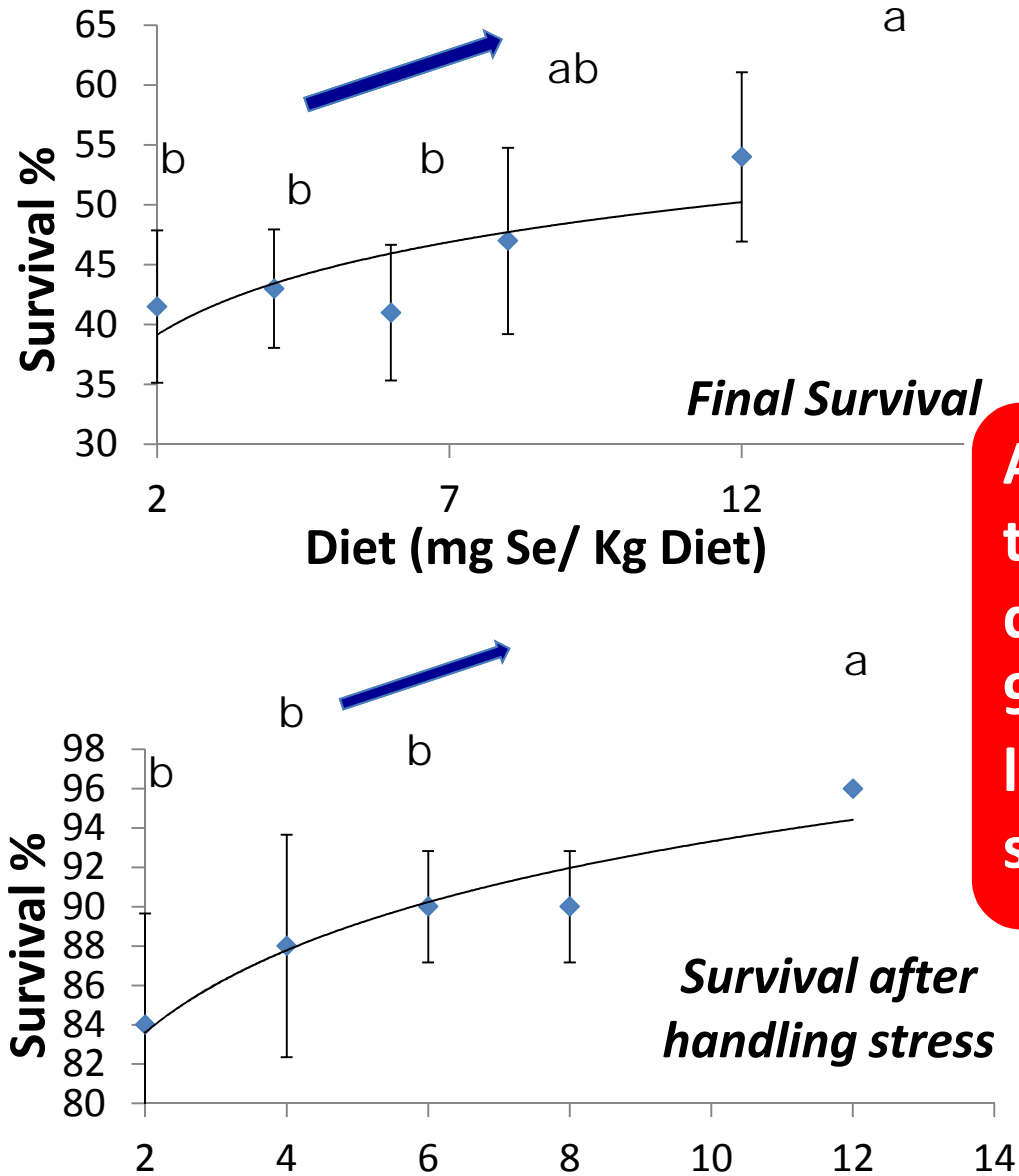 65
a
60
ab
55
b
b
b
50
45
40
35
Final Survival
30
2 7 12
Survival %
Diet (mg Se/ Kg Diet)
a
b
b
98
b
96
94
92
90
88
86
84
82
80
Survival %
Survival after
handling stress
2 4 6 8 10 12 14
A
t
s